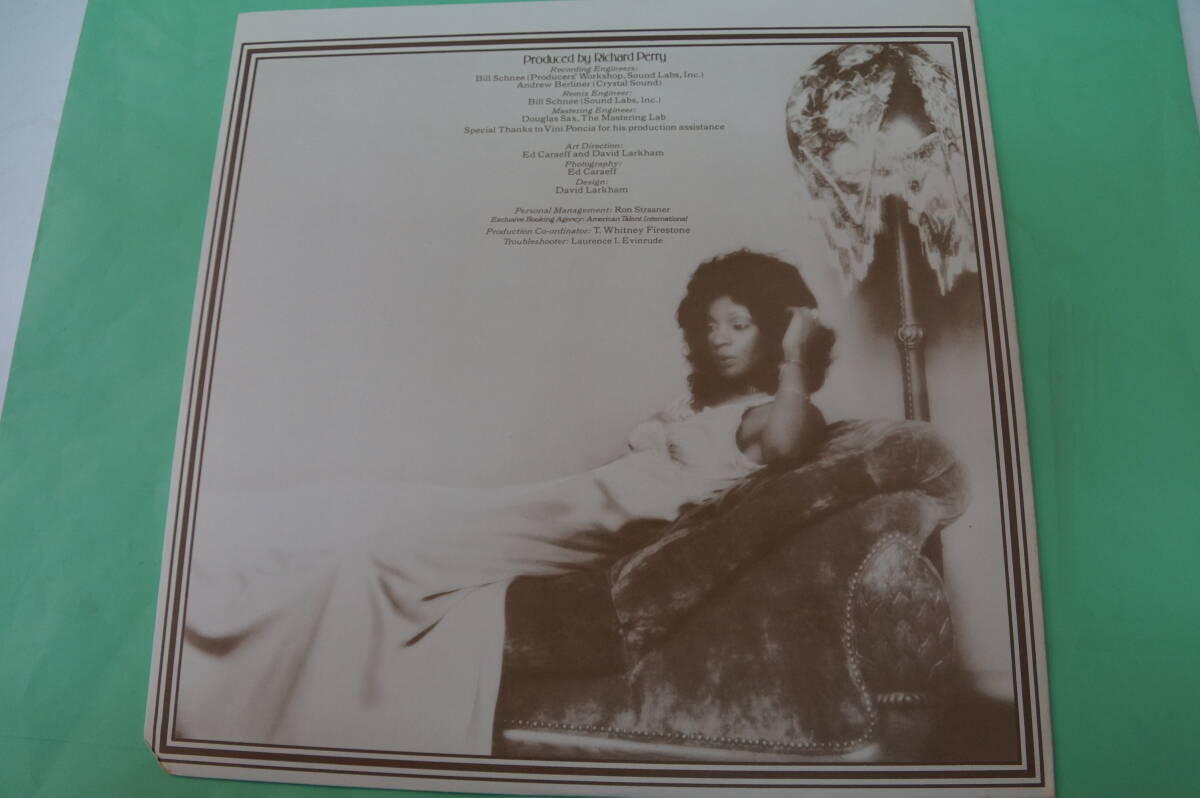 Produced by Richard Perry
Recording Engineers:
Bill Schnee (Producers' Workshop, Sound Labs, Inc.)
Andrew Berliner (Crystal Sound)
Remix Engineer:
Bill Schnee (Sound Labs, Inc.)
Mastering Engineer:
Douglas Sax, The Mastering Lab
Special Thanks to Vini Poncia for his production assistance
Art Direction:
Ed Caraeff and David Larkham
Photography:
Ed Caraeff
Design:
David Larkham
Personal Management: Ron Strasner
Exclusive Booking Agency: American Talent International
Production Co-ordinator: T. Whitney Firestone
Troubleshooter: Laurence I. Evinrude